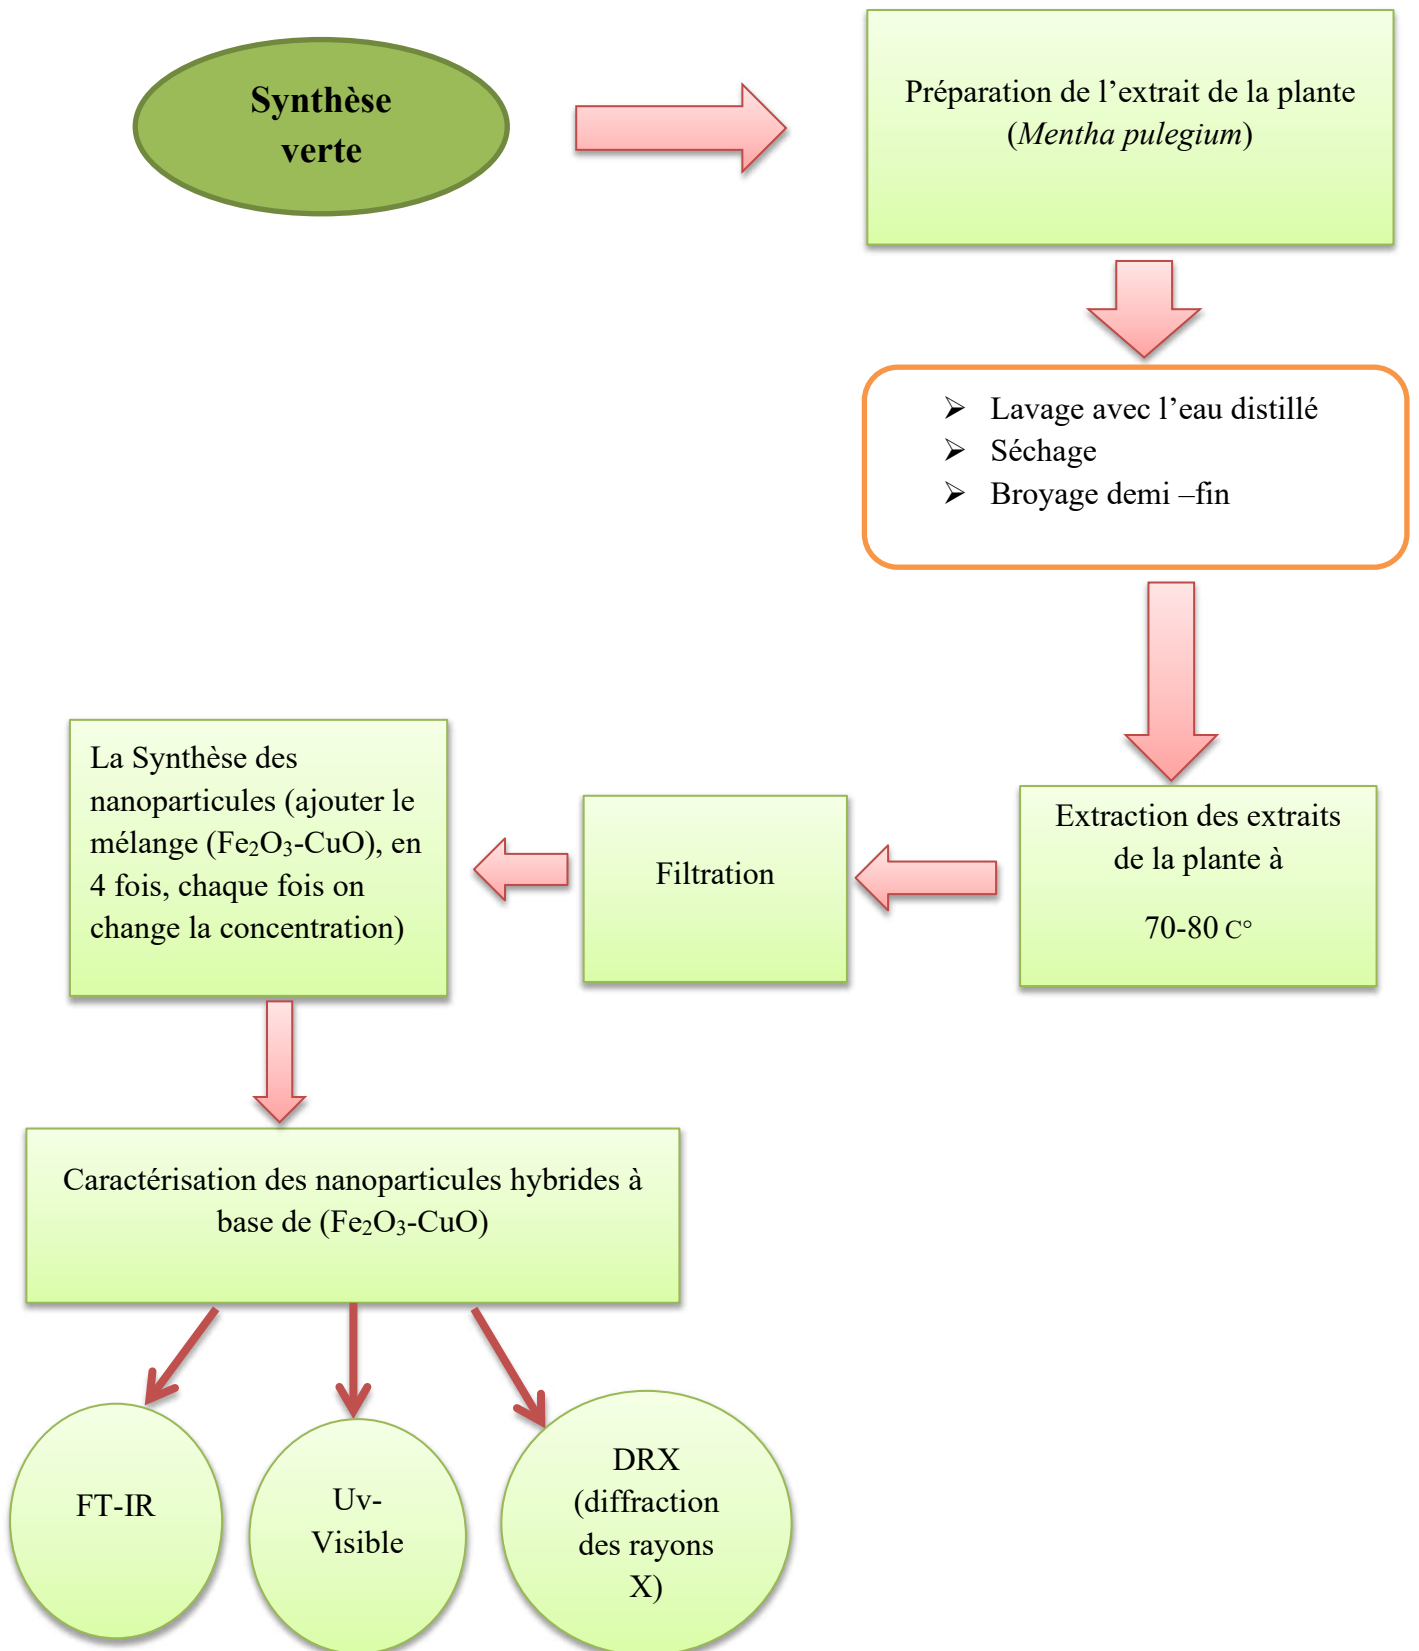 Synthèse
verte
Préparation de l’extrait de la plante
(Mentha pulegium)
➢ Lavage avec l’eau distillé
➢ Séchage
➢ Broyage demi –fin
Extraction des extraits
de la plante à
70-80 C°
Filtration
La Synthèse des
nanoparticules (ajouter le
mélange (Fe₂O₃-CuO), en
4 fois, chaque fois on
change la concentration)
Caractérisation des nanoparticules hybrides à
base de (Fe₂O₃-CuO)
FT-IR
Uv-
Visible
DRX
(diffraction
des rayons
X)